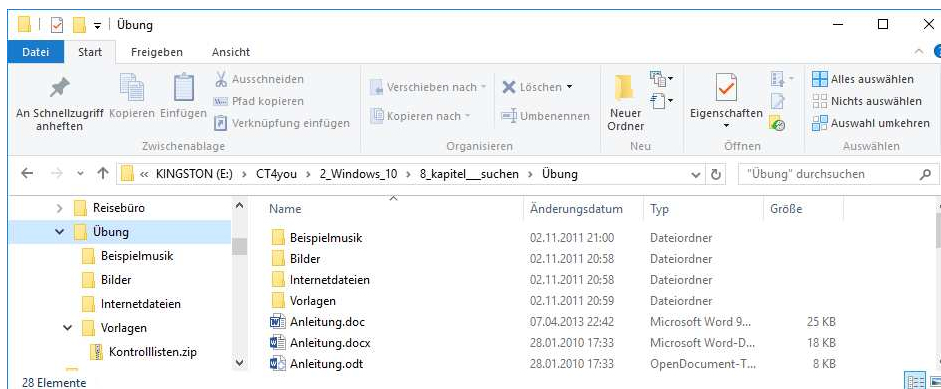 Übung
Datei Start Freigeben Ansicht
An Schnellzugriff anheften
Kopieren
Einfügen
Ausschneiden
Pfad kopieren
Verknüpfung einfügen
Zwischenablage
Verschieben nach
Kopieren nach
Löschen
Umbenennen
Organisieren
Neuer Ordner
Neu
Eigenschaften
Öffnen
Alles auswählen
Nichts auswählen
Auswahl umkehren
Auswählen
« KINGSTON (E:) > CT4you > 2_Windows_10 > 8_kapitel___suchen > Übung
"Übung" durchsuchen
Reisebüro
Übung
Beispielmusik
Bilder
Internetdateien
Vorlagen
Kontrolllisten.zip
Name Änderungsdatum Typ Größe
Beispielmusik 02.11.2011 21:00 Dateiordner
Bilder 02.11.2011 20:58 Dateiordner
Internetdateien 02.11.2011 20:58 Dateiordner
Vorlagen 02.11.2011 20:59 Dateiordner
Anleitung.doc 07.04.2013 22:42 Microsoft Word 9... 25 KB
Anleitung.docx 28.01.2010 17:33 Microsoft Word-D... 18 KB
Anleitung.odt 28.01.2010 17:33 OpenDocument-T... 8 KB
28 Elemente